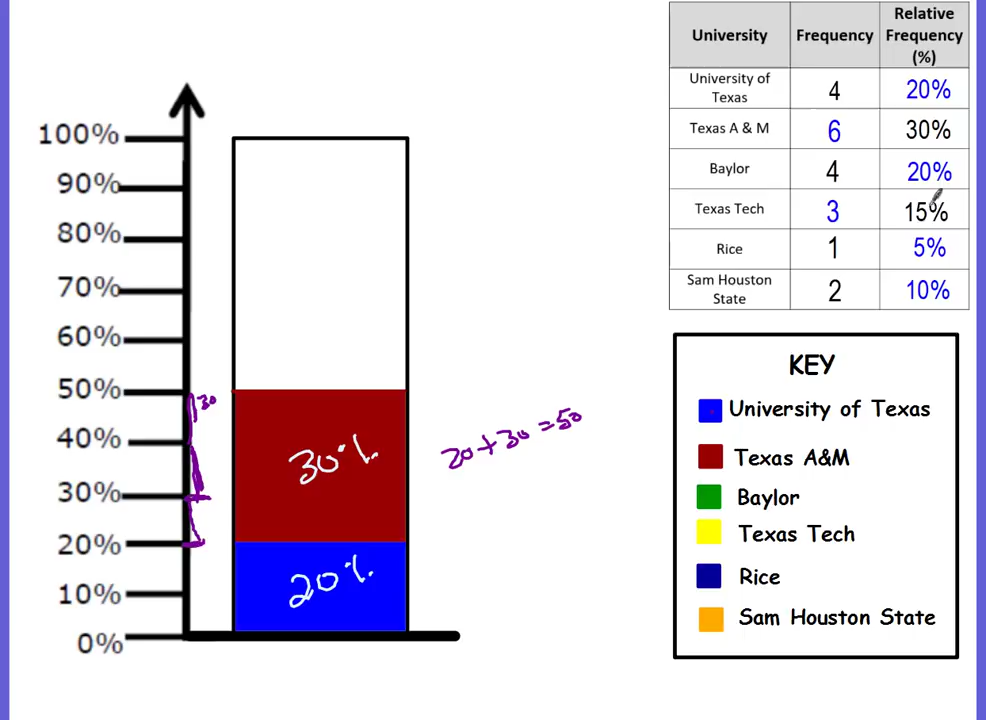 University Frequency Relative Frequency (%)
University of Texas 4 20%
Texas A & M 6 30%
Baylor 4 20%
Texas Tech 3 15%
Rice 1 5%
Sam Houston State 2 10%
100%
90%
80%
70%
60%
50%
40%
30%
20%
10%
0%
30
30%
20%
20+30=50
KEY
University of Texas
Texas A&M
Baylor
Texas Tech
Rice
Sam Houston State